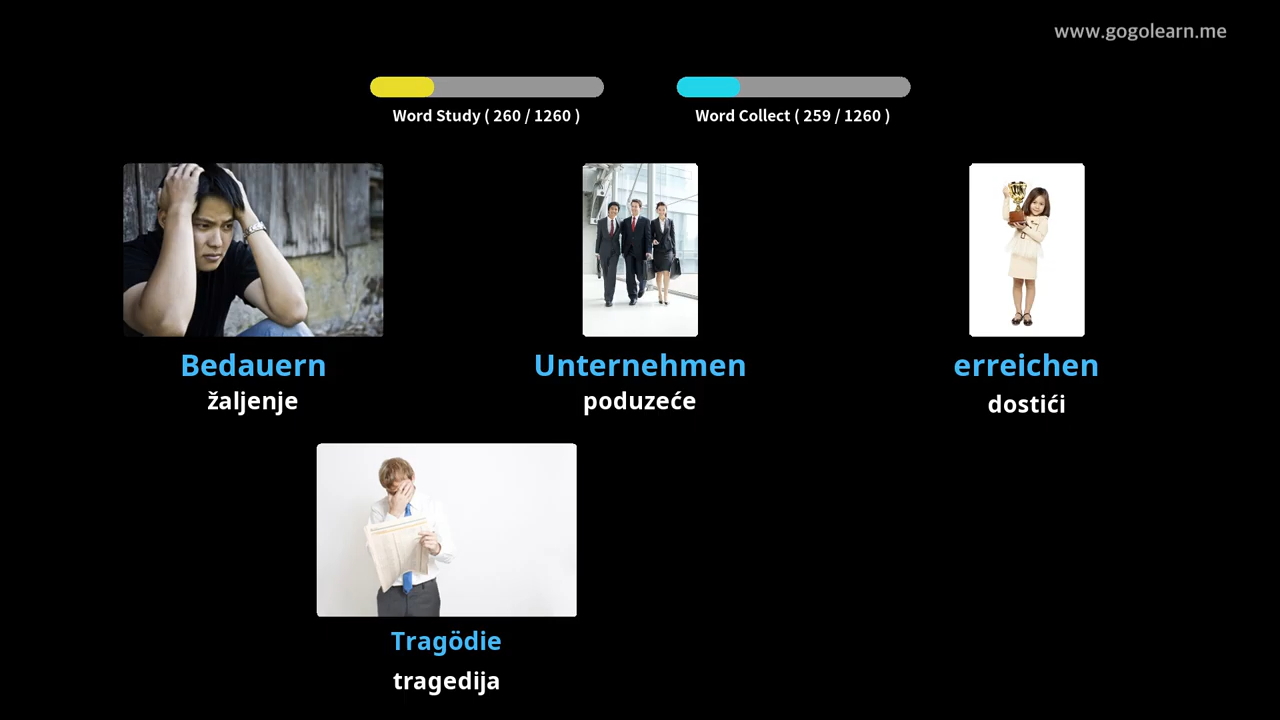 www.gogolearn.me
Word Study ( 260 / 1260 )
Word Collect ( 259 / 1260 )
Bedauern
žaljenje
Unternehmen
poduzeće
erreichen
dostići
Tragödie
tragedija